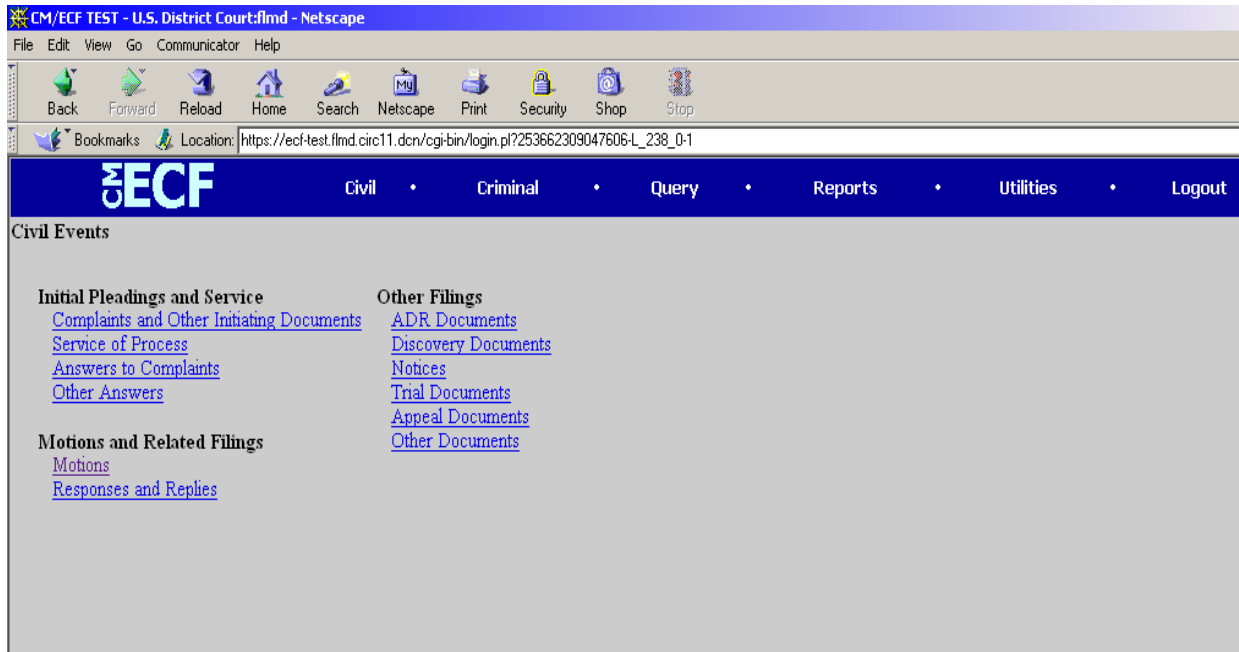 CM/ECF TEST - U.S. District Court:flmd - Netscape
File Edit View Go Communicator Help
My
Back Forward Reload Home Search Netscape Print Security Shop Stop
Bookmarks Location: https://ecf-test.flmd.circ11.dcn/cgi-bin/login.pl?253662309047606-L_238_0-1
CM ECF Civil • Criminal • Query • Reports • Utilities • Logout
Civil Events
Initial Pleadings and Service
Complaints and Other Initiating Documents
Service of Process
Answers to Complaints
Other Answers
Motions and Related Filings
Motions
Responses and Replies
Other Filings
ADR Documents
Discovery Documents
Notices
Trial Documents
Appeal Documents
Other Documents